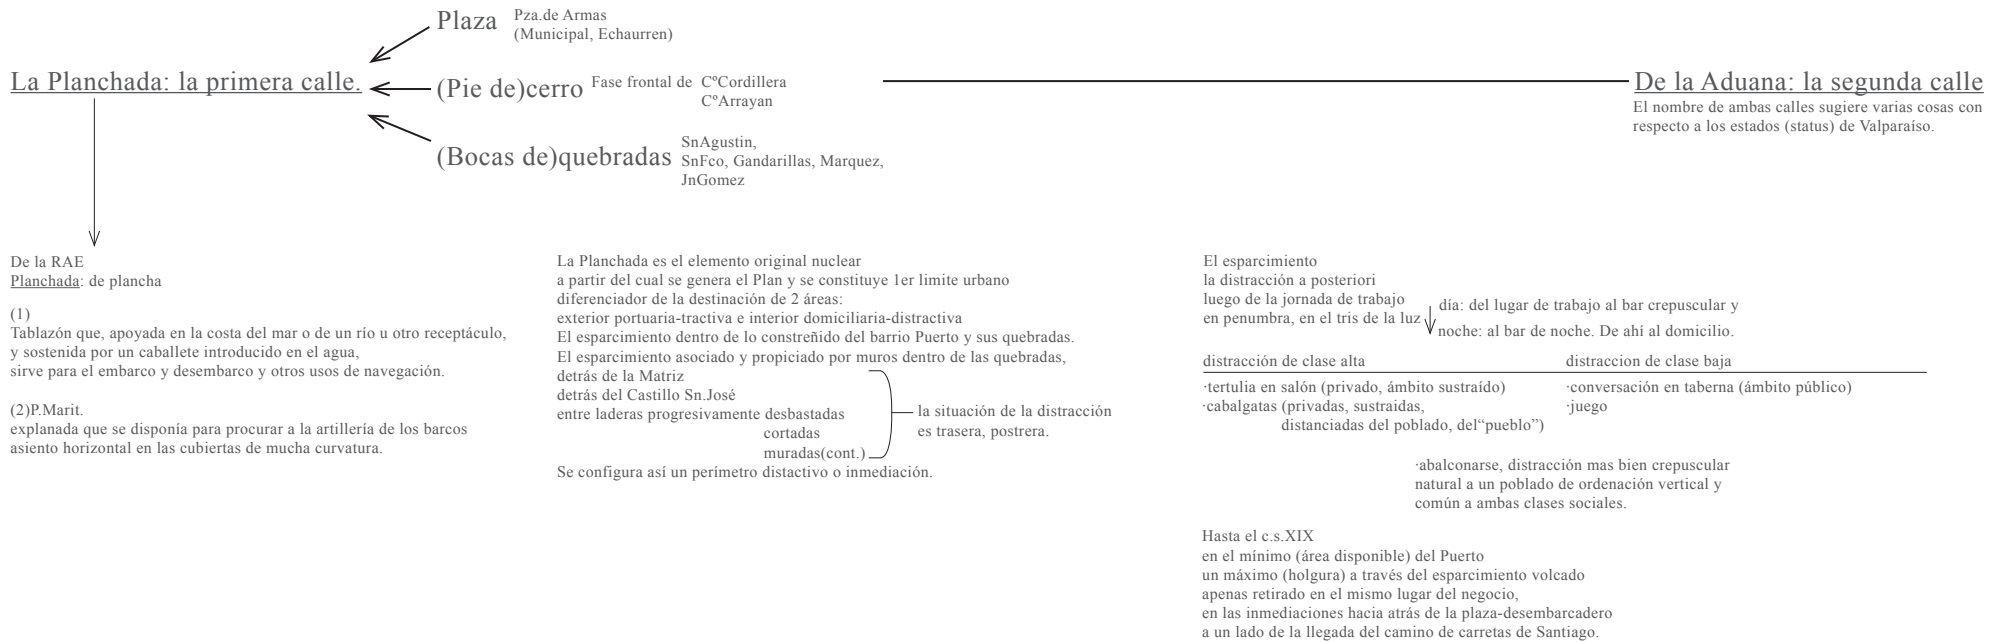 La Planchada: la primera calle.
Plaza
Pza.de Armas
(Municipal, Echaurren)
(Pie de)cerro
Fase frontal de CºCordillera
CºArrayan
(Bocas de)quebradas
SnAgustin,
SnFco, Gandarillas, Marquez,
JnGomez
De la Aduana: la segunda calle
El nombre de ambas calles sugiere varias cosas con
respecto a los estados (status) de Valparaíso.
De la RAE
Planchada: de plancha
(1)
Tablazón que, apoyada en la costa del mar o de un río u otro receptáculo,
y sostenida por un caballete introducido en el agua,
sirve para el embarco y desembarco y otros usos de navegación.
(2)P.Marit.
explanada que se disponía para procurar a la artillería de los barcos
asiento horizontal en las cubiertas de mucha curvatura.
La Planchada es el elemento original nuclear
a partir del cual se genera el Plan y se constituye 1er limite urbano
diferenciador de la destinación de 2 áreas:
exterior portuaria-tractiva e interior domiciliaria-distractiva
El esparcimiento dentro de lo constreñido del barrio Puerto y sus quebradas.
El esparcimiento asociado y propiciado por muros dentro de las quebradas,
detrás de la Matriz
detrás del Castillo Sn.José
entre laderas progresivamente desbastadas
cortadas
muradas(cont.)
la situación de la distracción
es trasera, postrera.
Se configura así un perímetro distactivo o inmediación.
El esparcimiento
la distracción a posteriori
luego de la jornada de trabajo
en penumbra, en el tris de la luz
día: del lugar de trabajo al bar crepuscular y
noche: al bar de noche. De ahí al domicilio.
distracción de clase alta
·tertulia en salón (privado, ámbito sustraído)
·cabalgatas (privadas, sustraidas,
distanciadas del poblado, del“pueblo”)
distraccion de clase baja
·conversación en taberna (ámbito público)
·juego
·abalconarse, distracción mas bien crepuscular
natural a un poblado de ordenación vertical y
común a ambas clases sociales.
Hasta el c.s.XIX
en el mínimo (área disponible) del Puerto
un máximo (holgura) a través del esparcimiento volcado
apenas retirado en el mismo lugar del negocio,
en las inmediaciones hacia atrás de la plaza-desembarcadero
a un lado de la llegada del camino de carretas de Santiago.